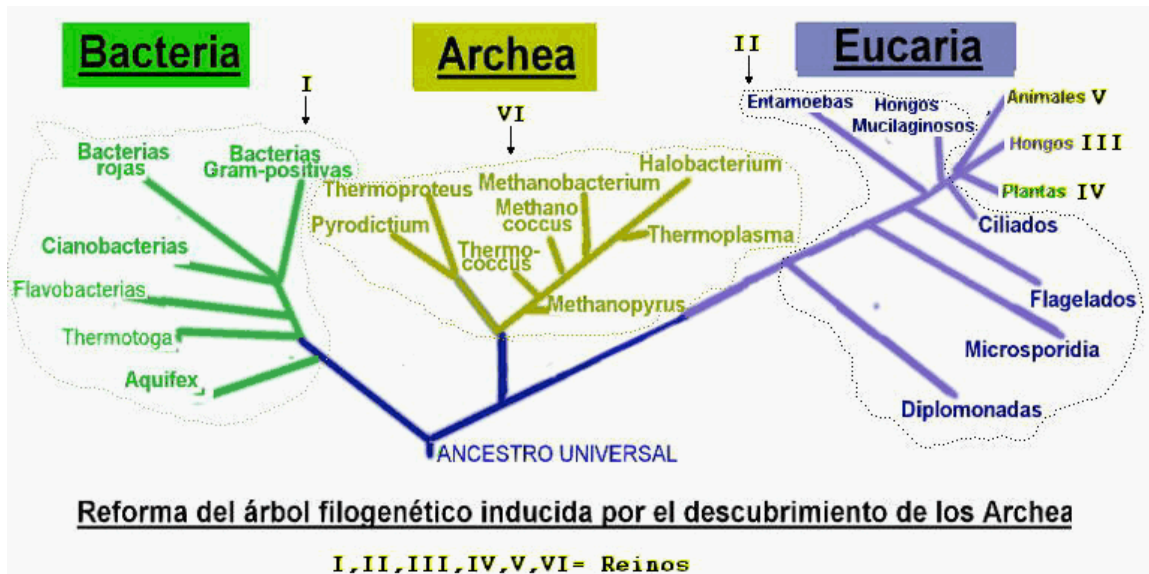 Bacteria
Archea
Eucaria
I
VI
II
Bacterias
rojas
Bacterias
Gram-positivas
Cianobacterias
Flavobacterias
Thermotoga
Aquifex
Thermoproteus
Pyrodictium
Methanobacterium
Methano
coccus
Thermo-
coccus
Halobacterium
Thermoplasma
Methanopyrus
Entamoebas
Hongos
Mucilaginosos
Animales V
Hongos III
Plantas IV
Ciliados
Flagelados
Microsporidia
Diplomonadas
ANCESTRO UNIVERSAL
Reforma del árbol filogenético inducida por el descubrimiento de los Archea
I,II,III,IV,V,VI= Reinos